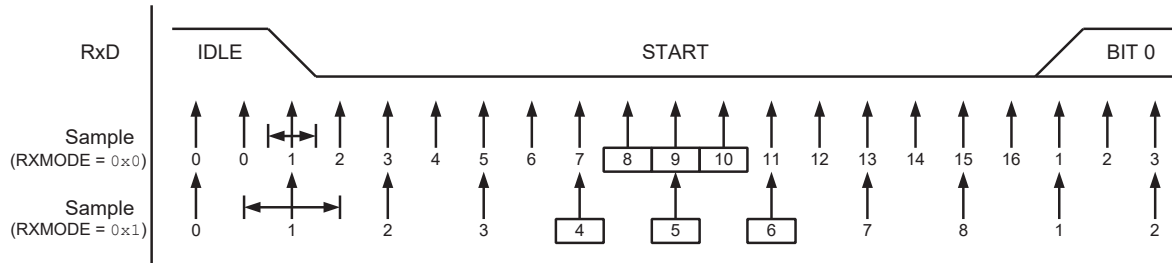 RxD IDLE START BIT 0
Sample
(RXMODE = 0x0) 0 0 1 2 3 4 5 6 7 8 9 10 11 12 13 14 15 16 1 2 3
Sample
(RXMODE = 0x1) 0 1 2 3 4 5 6 7 8 1 2